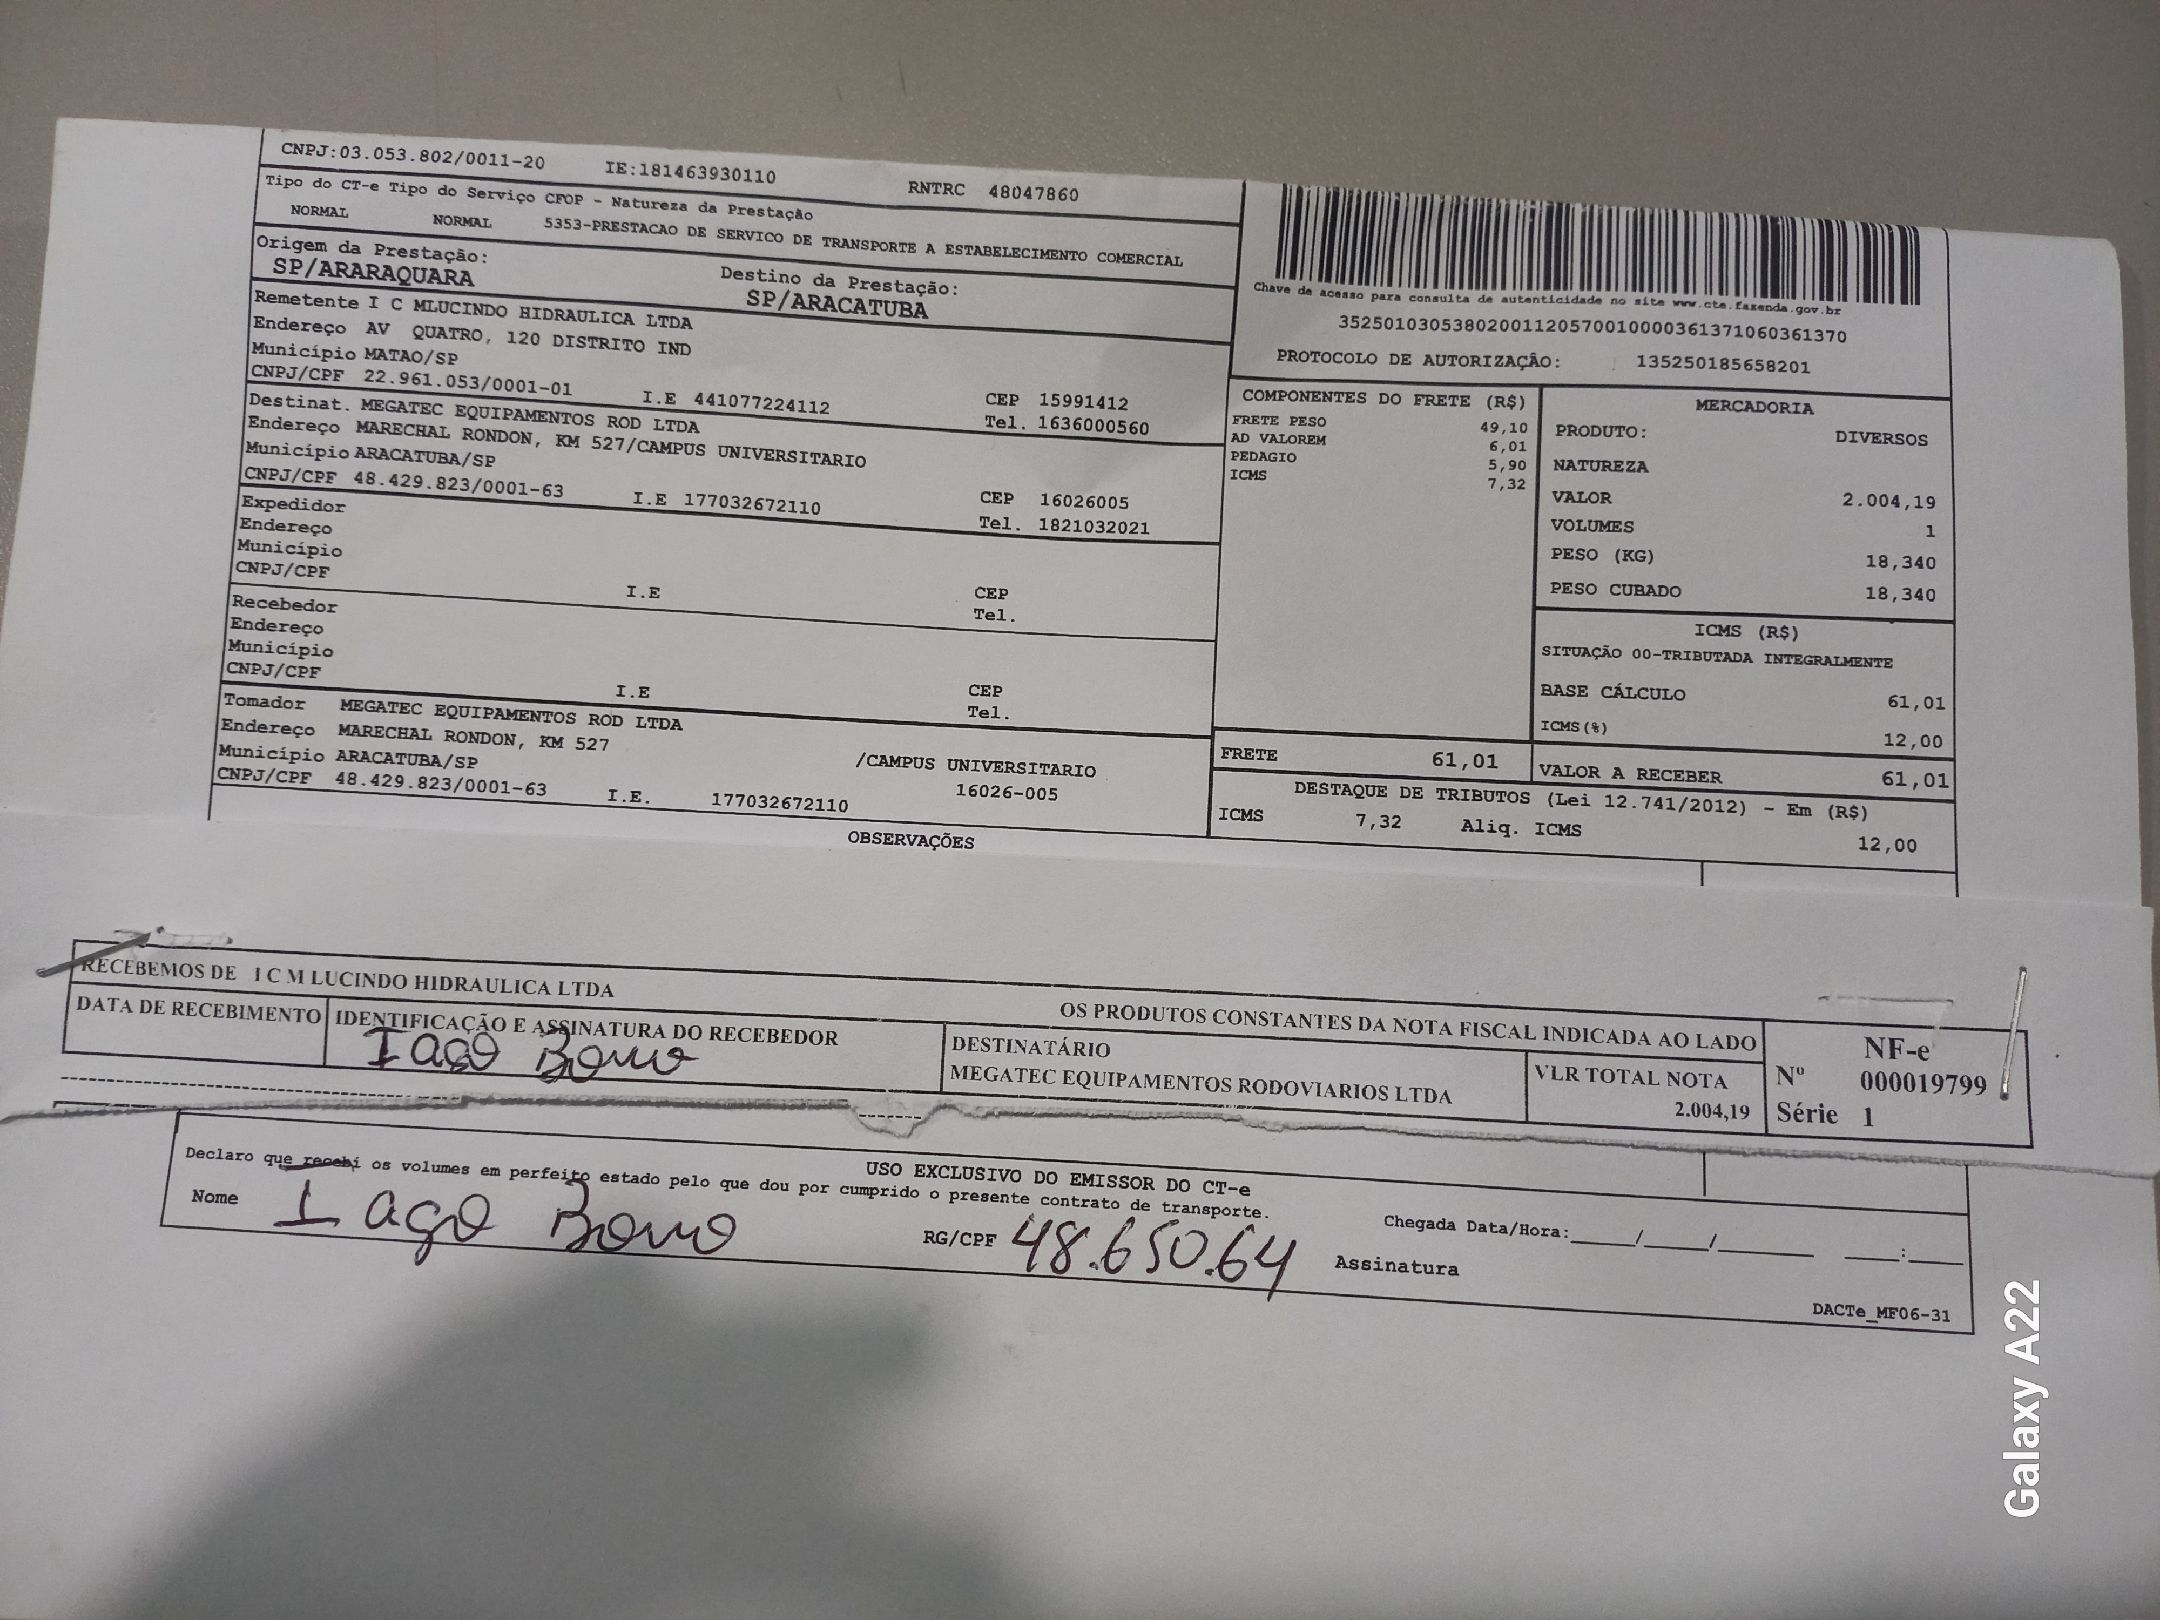 CNPJ:03.053.802/0011-20 IE:181463930110 RNTRC 48047860
Tipo do CT-e Tipo do Serviço CFOP - Natureza da Prestação
NORMAL NORMAL 5353-PRESTACAO DE SERVICO DE TRANSPORTE A ESTABELECIMENTO COMERCIAL
Origem da Prestação: Destino da Prestação:
SP/ARARAQUARA SP/ARACATUBA
Remetente I C MLUCINDO HIDRAULICA LTDA
Endereço AV QUATRO, 120 DISTRITO IND
Município MATAO/SP CEP 15991412
CNPJ/CPF 22.961.053/0001-01 I.E 441077224112 Tel. 1636000560
Destinat. MEGATEC EQUIPAMENTOS ROD LTDA
Endereço MARECHAL RONDON, KM 527/CAMPUS UNIVERSITARIO
Município ARACATUBA/SP CEP 16026005
CNPJ/CPF 48.429.823/0001-63 I.E 177032672110 Tel. 1821032021
Expedidor
Endereço
Município CEP
CNPJ/CPF I.E Tel.
Recebedor
Endereço
Município CEP
CNPJ/CPF I.E Tel.
Tomador MEGATEC EQUIPAMENTOS ROD LTDA
Endereço MARECHAL RONDON, KM 527 /CAMPUS UNIVERSITARIO
Município ARACATUBA/SP 16026-005
CNPJ/CPF 48.429.823/0001-63 I.E. 177032672110
Chave de acesso para consulta de autenticidade no site www.cte.fazenda.gov.br
35250103053802001120570010000361371060361370
PROTOCOLO DE AUTORIZAÇÃO: 135250185658201
COMPONENTES DO FRETE (R$)
FRETE PESO 49,10
AD VALOREM 6,01
PEDAGIO 5,90
ICMS 7,32
MERCADORIA
PRODUTO: DIVERSOS
NATUREZA
VALOR 2.004,19
VOLUMES 1
PESO (KG) 18,340
PESO CUBADO 18,340
ICMS (R$)
SITUAÇÃO 00-TRIBUTADA INTEGRALMENTE
BASE CÁLCULO 61,01
ICMS(%) 12,00
FRETE 61,01 VALOR A RECEBER 61,01
DESTAQUE DE TRIBUTOS (Lei 12.741/2012) - Em (R$)
ICMS 7,32 Aliq. ICMS 12,00
OBSERVAÇÕES
RECEBEMOS DE I C M LUCINDO HIDRAULICA LTDA OS PRODUTOS CONSTANTES DA NOTA FISCAL INDICADA AO LADO
DATA DE RECEBIMENTO IDENTIFICAÇÃO E ASSINATURA DO RECEBEDOR
Iago
DESTINATÁRIO
MEGATEC EQUIPAMENTOS RODOVIARIOS LTDA
VLR TOTAL NOTA
2.004,19
NF-e
Nº 000019799
Série 1
USO EXCLUSIVO DO EMISSOR DO CT-e
Declaro que recebi os volumes em perfeito estado pelo que dou por cumprido o presente contrato de transporte.
Nome Iago RG/CPF 48.650.64
Chegada Data/Hora:____/____/______ ____:____
Assinatura
DACTe_MF06-31
Galaxy A22